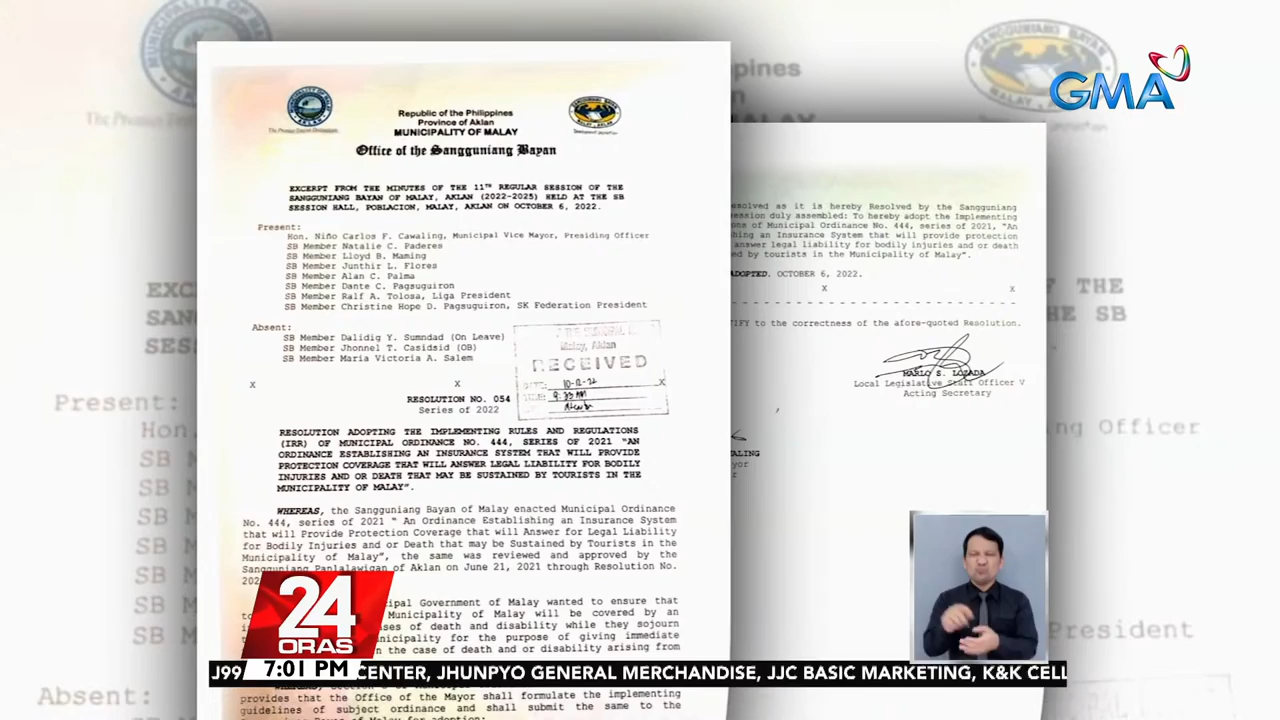 GMA
Republic of the Philippines
Province of Aklan
MUNICIPALITY OF MALAY
Office of the Sangguniang Bayan
EXCERPT FROM THE MINUTES OF THE 11TH REGULAR SESSION OF THE
SANGGUNIANG BAYAN OF MALAY, AKLAN (2022-2025) HELD AT THE SB
SESSION HALL, POBLACION, MALAY, AKLAN ON OCTOBER 6, 2022.
Present:
Hon. Niño Carlos F. Cawaling, Municipal Vice Mayor, Presiding Officer
SB Member Natalie C. Paderes
SB Member Lloyd B. Maming
SB Member Junthir L. Flores
SB Member Alan C. Palma
SB Member Dante C. Pagsuguiron
SB Member Ralf A. Tolosa, Liga President
SB Member Christine Hope D. Pagsuguiron, SK Federation President
Absent:
SB Member Dalidig Y. Sumndad (On Leave)
SB Member Jhonnel T. Casidsid (OB)
SB Member Maria Victoria A. Salem
Malay, Aklan
RECEIVED
10-12-22
X X X
RESOLUTION NO. 054
Series of 2022
RESOLUTION ADOPTING THE IMPLEMENTING RULES AND REGULATIONS
(IRR) OF MUNICIPAL ORDINANCE NO. 444, SERIES OF 2021 "AN
ORDINANCE ESTABLISHING AN INSURANCE SYSTEM THAT WILL PROVIDE
PROTECTION COVERAGE THAT WILL ANSWER LEGAL LIABILITY FOR BODILY
INJURIES AND OR DEATH THAT MAY BE SUSTAINED BY TOURISTS IN THE
MUNICIPALITY OF MALAY".
WHEREAS, the Sangguniang Bayan of Malay enacted Municipal Ordinance
No. 444, series of 2021 " An Ordinance Establishing an Insurance System
that will Provide Protection Coverage that will Answer for Legal Liability
for Bodily Injuries and or Death that may be Sustained by Tourists in the
Municipality of Malay", the same was reviewed and approved by the
Sangguniang Panlalawigan of Aklan on June 21, 2021 through Resolution No.
Government of Malay wanted to ensure that
Municipality of Malay will be covered by an
of death and disability while they sojourn
for the purpose of giving immediate
in the case of death and or disability arising from
provides that the Office of the Mayor shall formulate the implementing
guidelines of subject ordinance and shall submit the same to the
Resolved as it is hereby Resolved by the Sangguniang
duly assembled: To hereby adopt the Implementing
of Municipal Ordinance No. 444, series of 2021, "An
an Insurance System that will provide protection
answer legal liability for bodily injuries and or death
by tourists in the Municipality of Malay".
ADOPTED. OCTOBER 6, 2022.
X X
to the correctness of the afore-quoted Resolution.
MARLO S. LOZADA
Local Legislative Staff Officer V
Acting Secretary
24
ORAS
7:01 PM
J99 CENTER, JHUNPYO GENERAL MERCHANDISE, JJC BASIC MARKETING, K&K CELL